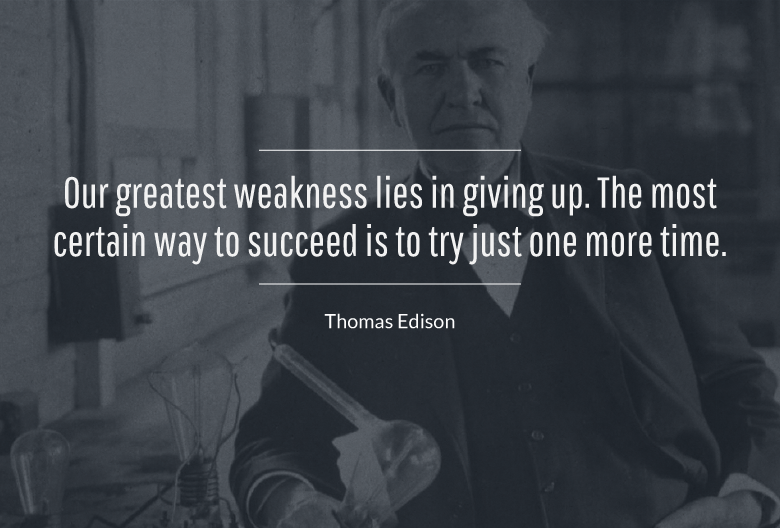 Our greatest weakness lies in giving up. The most
certain way to succeed is to try just one more time.
Thomas Edison